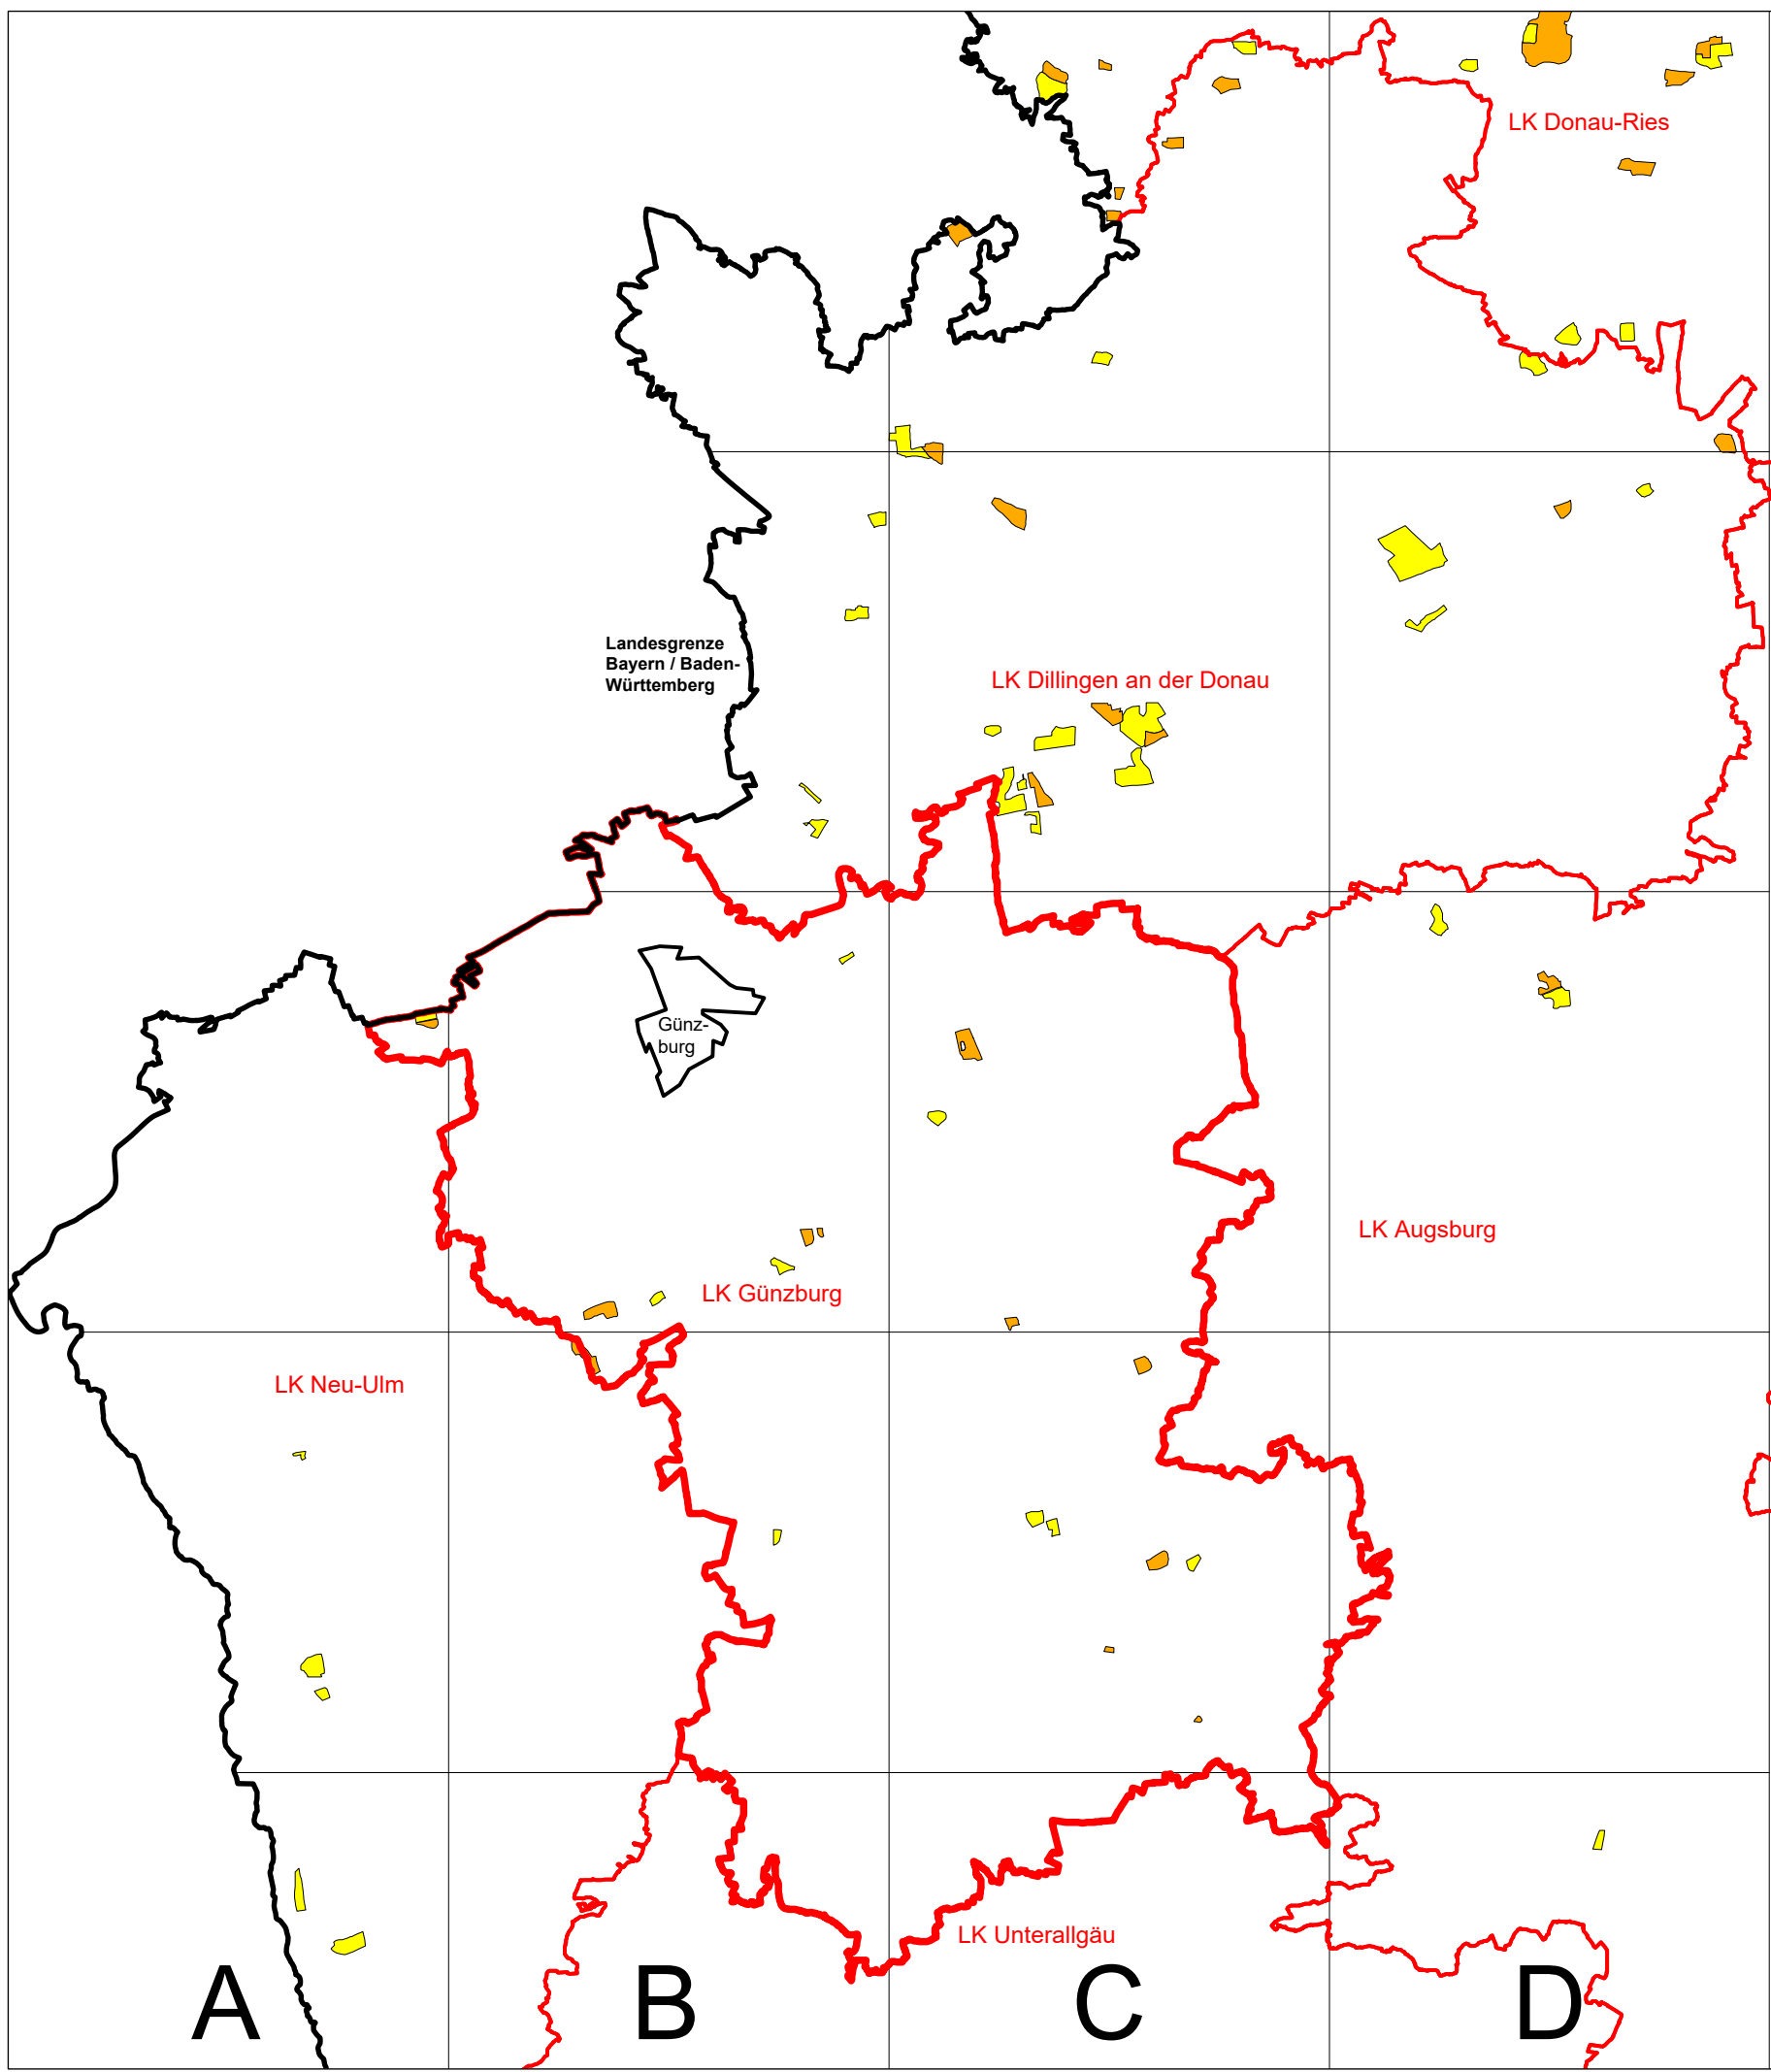 LK Donau-Ries
Landesgrenze
Bayern / Baden-
Württemberg
LK Dillingen an der Donau
Günz-
burg
LK Augsburg
LK Günzburg
LK Neu-Ulm
LK Unterallgäu
A
B
C
D